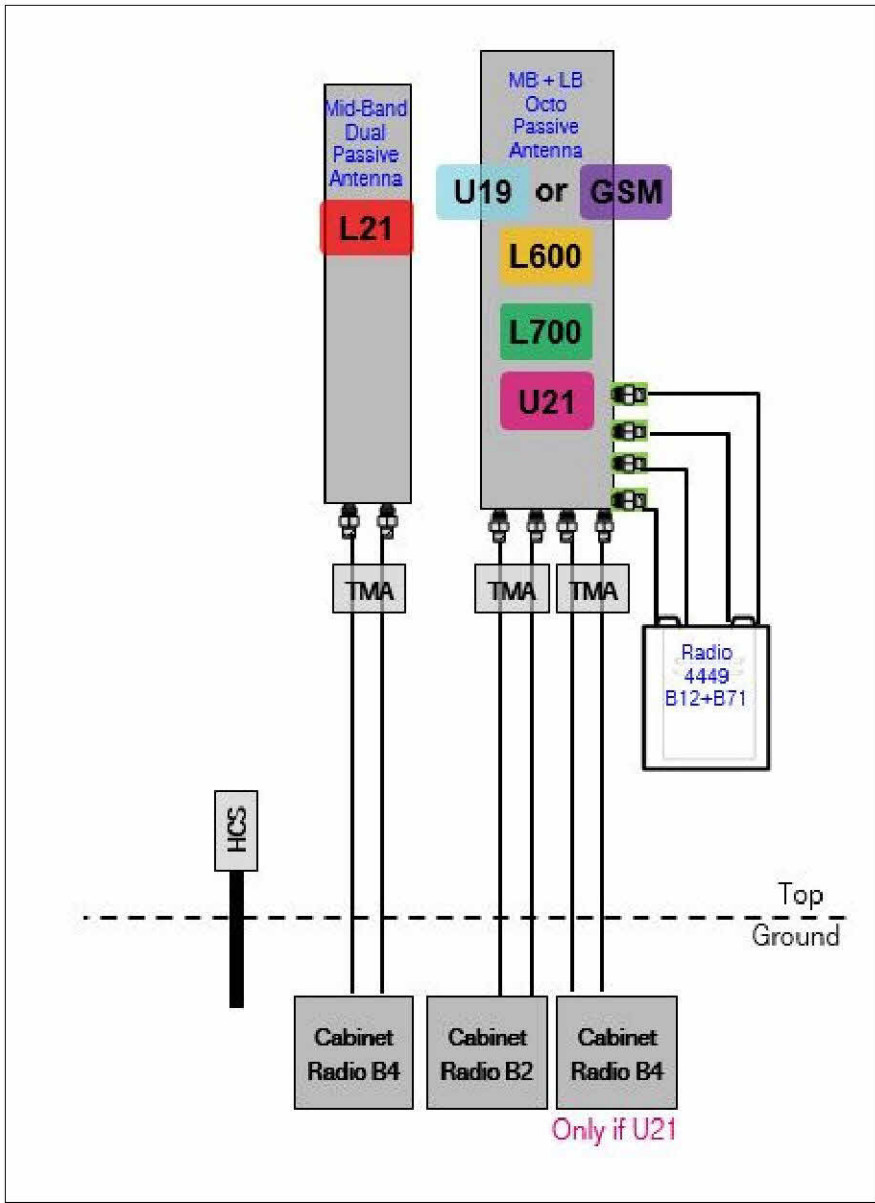 Mid-Band
Dual
Passive
Antenna
L21
MB + LB
Octo
Passive
Antenna
U19 or GSM
L600
L700
U21
TMA
TMA
TMA
Radio
4449
B12+B71
HCS
Top
Ground
Cabinet
Radio B4
Cabinet
Radio B2
Cabinet
Radio B4
Only if U21